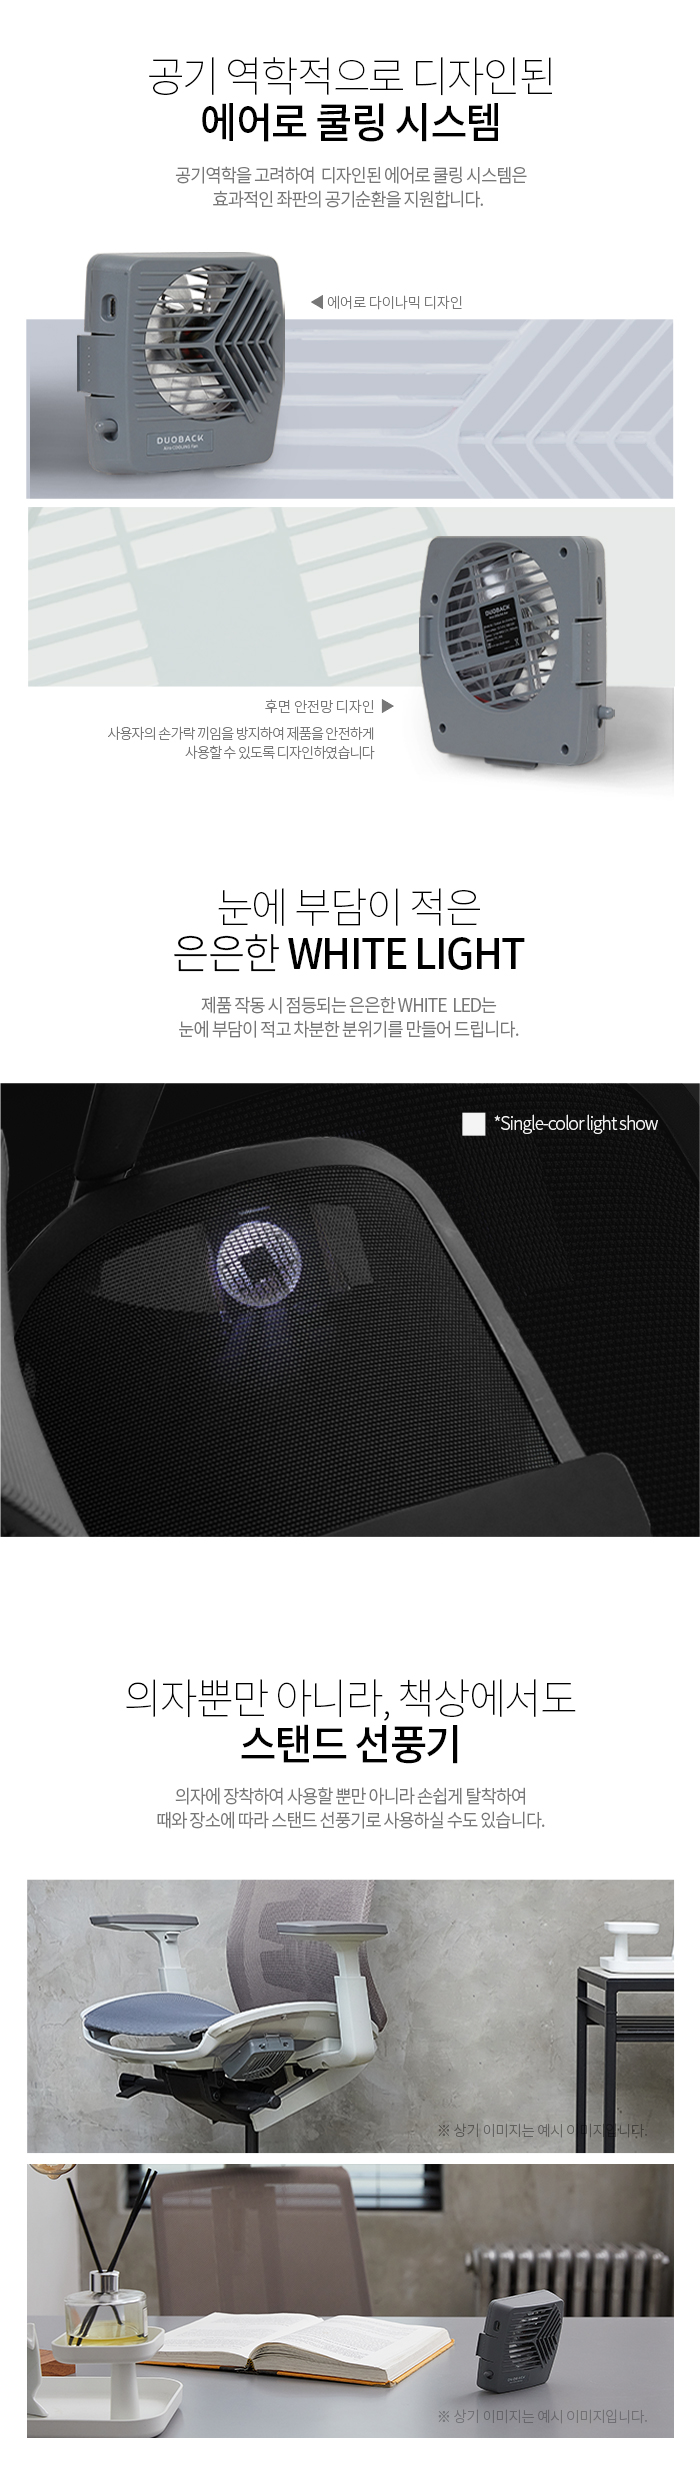 공기 역학적으로 디자인된
에어로 쿨링 시스템
공기역학을 고려하여 디자인된 에어로 쿨링 시스템은
효과적인 좌판의 공기순환을 지원합니다.
◀ 에어로 다이나믹 디자인
DUOBACK
Aira COOLING Fan
DUOBACK
후면 안전망 디자인 ▶
사용자의 손가락 끼임을 방지하여 제품을 안전하게
사용할 수 있도록 디자인하였습니다
눈에 부담이 적은
은은한 WHITE LIGHT
제품 작동 시 점등되는 은은한 WHITE LED는
눈에 부담이 적고 차분한 분위기를 만들어 드립니다.
*Single-color light show
의자뿐만 아니라, 책상에서도
스탠드 선풍기
의자에 장착하여 사용할 뿐만 아니라 손쉽게 탈착하여
때와 장소에 따라 스탠드 선풍기로 사용하실 수도 있습니다.
※ 상기 이미지는 예시 이미지입니다.
DUOBACK
※ 상기 이미지는 예시 이미지입니다.